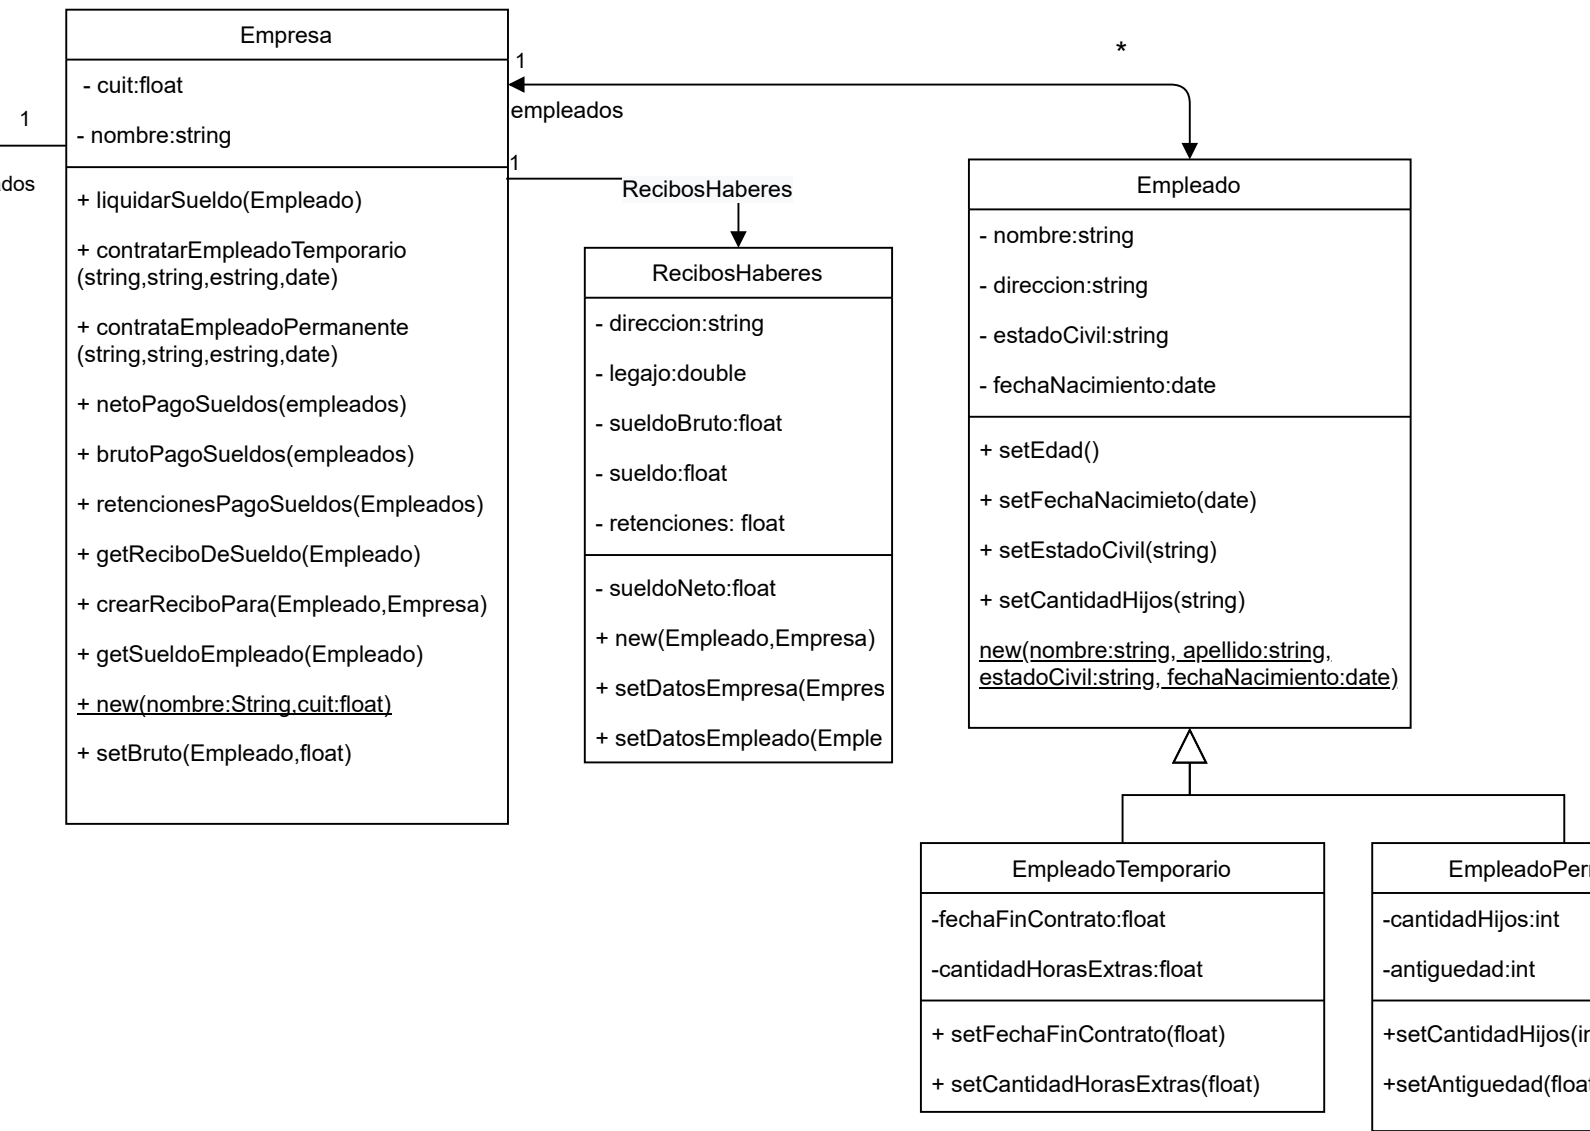 1
dos
Empresa
- cuit:float
- nombre:string
+ liquidarSueldo(Empleado)
+ contratarEmpleadoTemporario
(string,string,estring,date)
+ contrataEmpleadoPermanente
(string,string,estring,date)
+ netoPagoSueldos(empleados)
+ brutoPagoSueldos(empleados)
+ retencionesPagoSueldos(Empleados)
+ getReciboDeSueldo(Empleado)
+ crearReciboPara(Empleado,Empresa)
+ getSueldoEmpleado(Empleado)
+ new(nombre:String,cuit:float)
+ setBruto(Empleado,float)
1
empleados
*
1
RecibosHaberes
RecibosHaberes
- direccion:string
- legajo:double
- sueldoBruto:float
- sueldo:float
- retenciones: float
- sueldoNeto:float
+ new(Empleado,Empresa)
+ setDatosEmpresa(Empres
+ setDatosEmpleado(Emple
Empleado
- nombre:string
- direccion:string
- estadoCivil:string
- fechaNacimiento:date
+ setEdad()
+ setFechaNacimieto(date)
+ setEstadoCivil(string)
+ setCantidadHijos(string)
new(nombre:string, apellido:string,
estadoCivil:string, fechaNacimiento:date)
EmpleadoTemporario
-fechaFinContrato:float
-cantidadHorasExtras:float
+ setFechaFinContrato(float)
+ setCantidadHorasExtras(float)
EmpleadoPer
-cantidadHijos:int
-antiguedad:int
+setCantidadHijos(in
+setAntiguedad(float